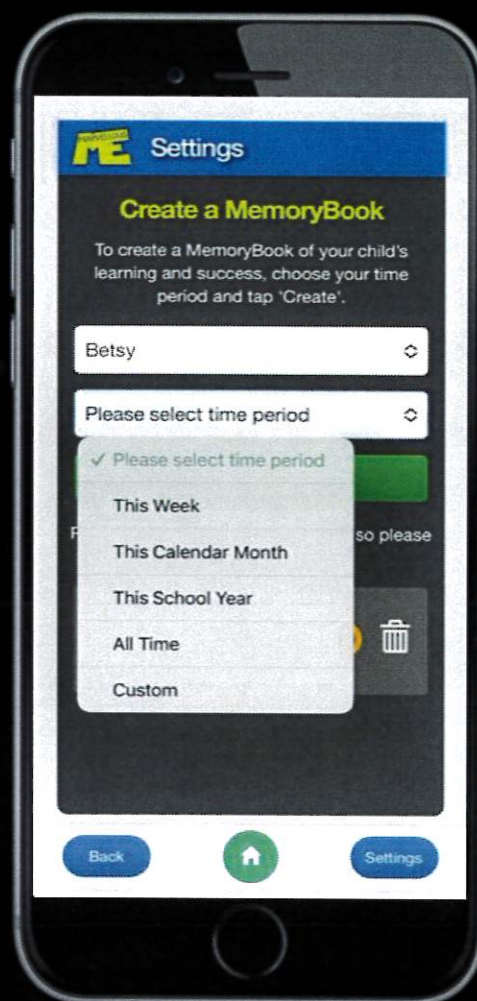 MARVELLOUS
ME
Settings
Create a MemoryBook
To create a MemoryBook of your child's
learning and success, choose your time
period and tap 'Create'.
Betsy
Please select time period
✓ Please select time period
This Week
so please
This Calendar Month
This School Year
All Time
Custom
Back
Settings